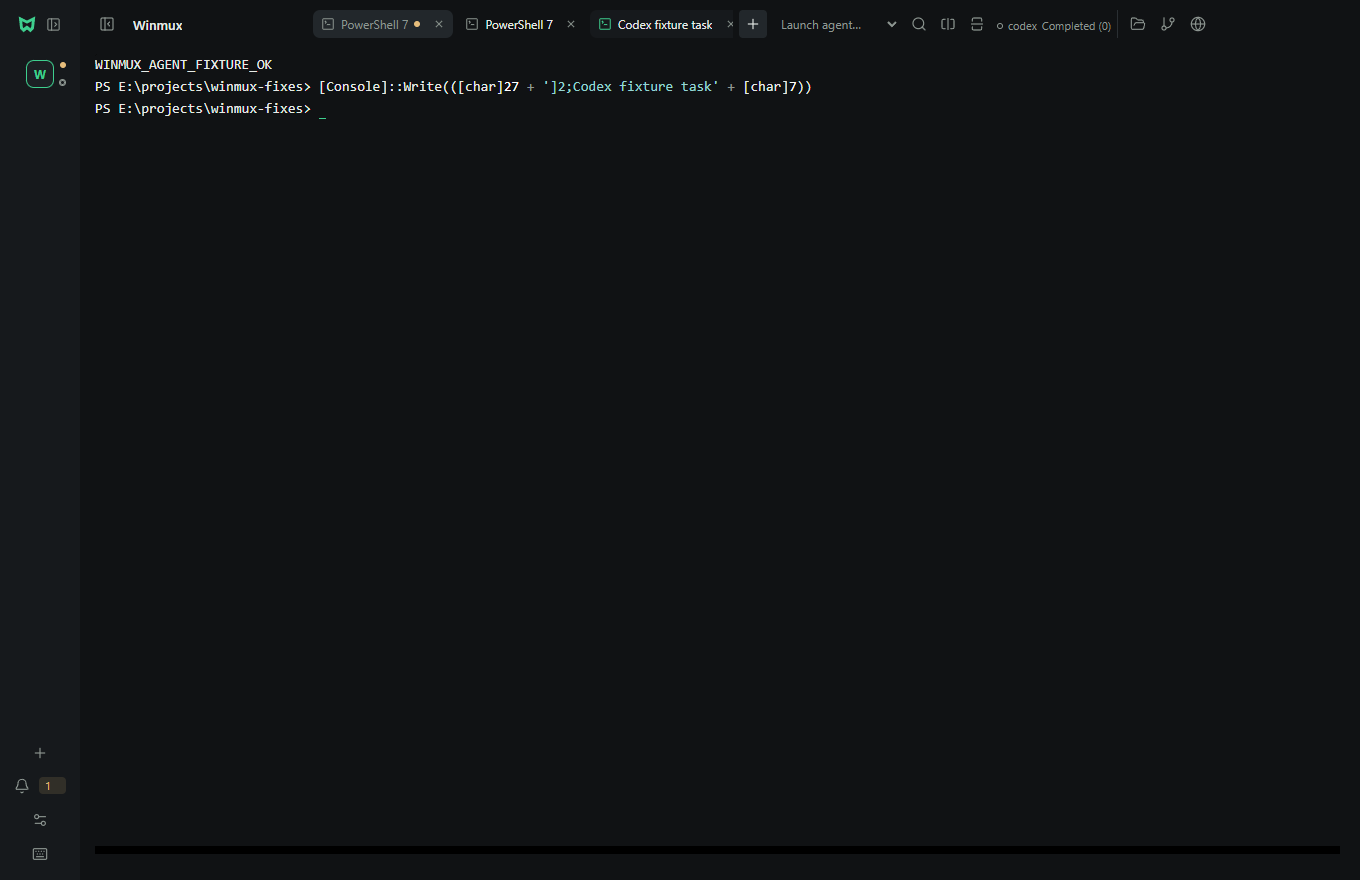 Winmux
PowerShell 7
PowerShell 7
Codex fixture task
Launch agent...
codex Completed (0)
W
WINMUX_AGENT_FIXTURE_OK
PS E:\projects\winmux-fixes> [Console]::Write(([char]27 + ']2;Codex fixture task' + [char]7))
PS E:\projects\winmux-fixes> _
1